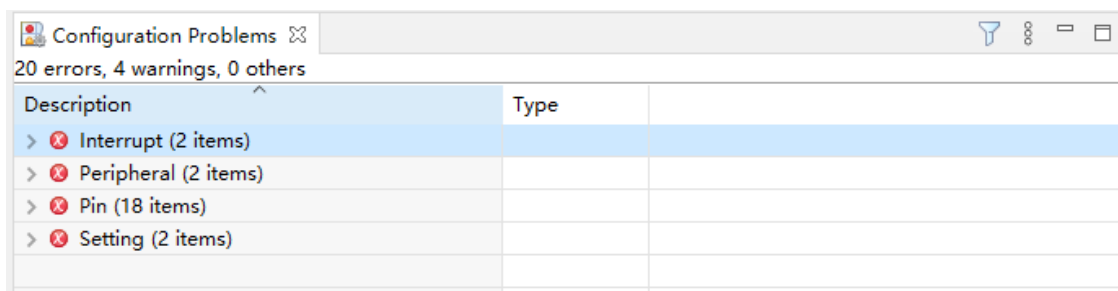 Configuration Problems
20 errors, 4 warnings, 0 others
Description Type
Interrupt (2 items)
Peripheral (2 items)
Pin (18 items)
Setting (2 items)